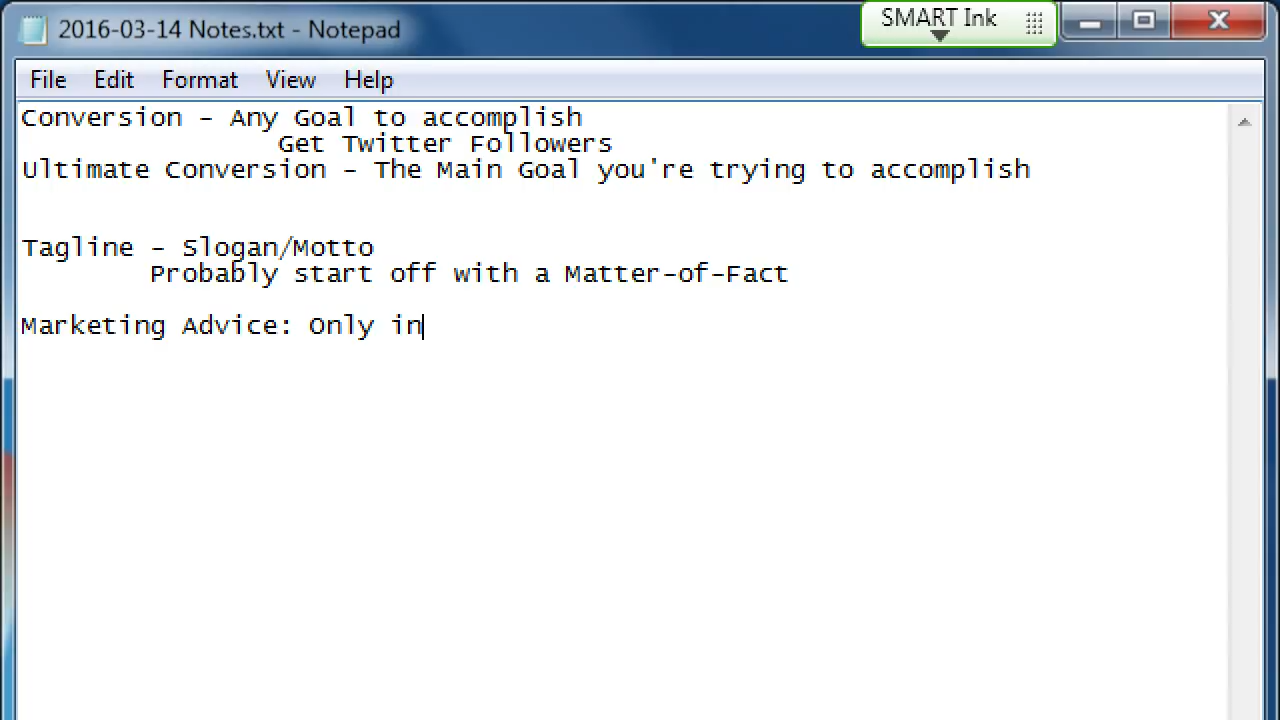 2016-03-14 Notes.txt - Notepad
SMART Ink
File Edit Format View Help
Conversion - Any Goal to accomplish
Get Twitter Followers
Ultimate Conversion - The Main Goal you're trying to accomplish
Tagline - Slogan/Motto
Probably start off with a Matter-of-Fact
Marketing Advice: Only in